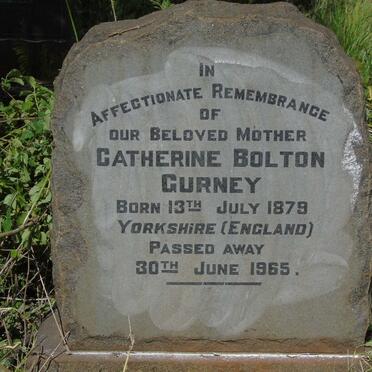 IN
AFFECTIONATE REMEMBRANCE
OF
OUR BELOVED MOTHER
CATHERINE BOLTON
GURNEY
BORN 13TH JULY 1879
YORKSHIRE (ENGLAND)
PASSED AWAY
30TH JUNE 1965.